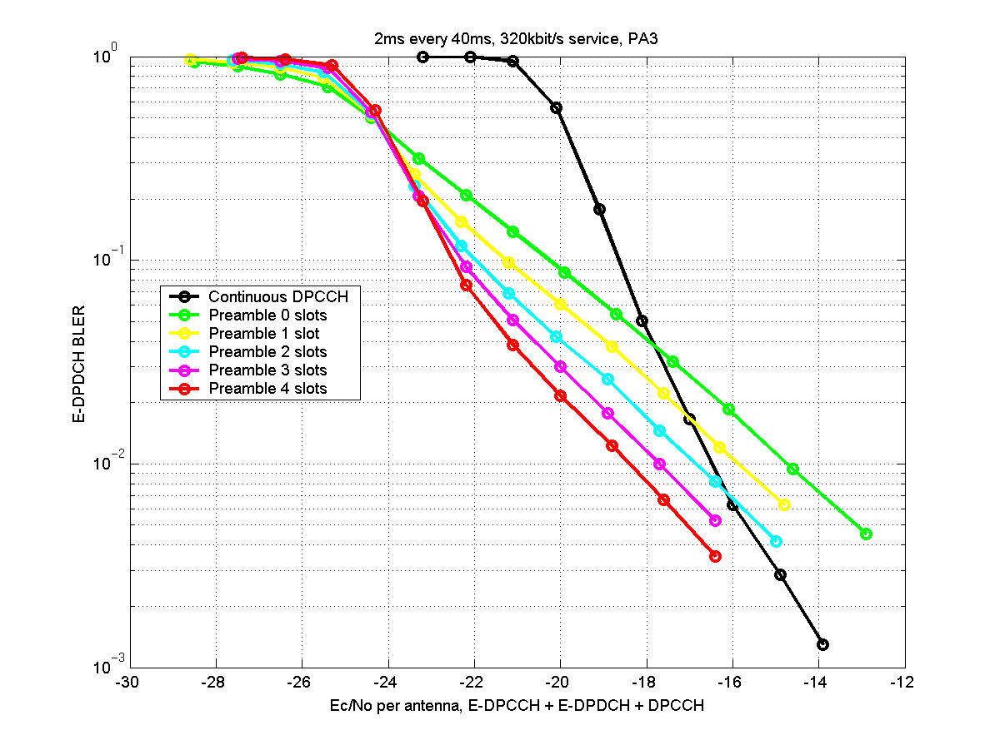 2ms every 40ms, 320kbit/s service, PA3
10^0
10^-1
10^-2
10^-3
E-DPDCH BLER
Continuous DPCCH
Preamble 0 slots
Preamble 1 slot
Preamble 2 slots
Preamble 3 slots
Preamble 4 slots
-30 -28 -26 -24 -22 -20 -18 -16 -14 -12
Ec/No per antenna, E-DPCCH + E-DPDCH + DPCCH